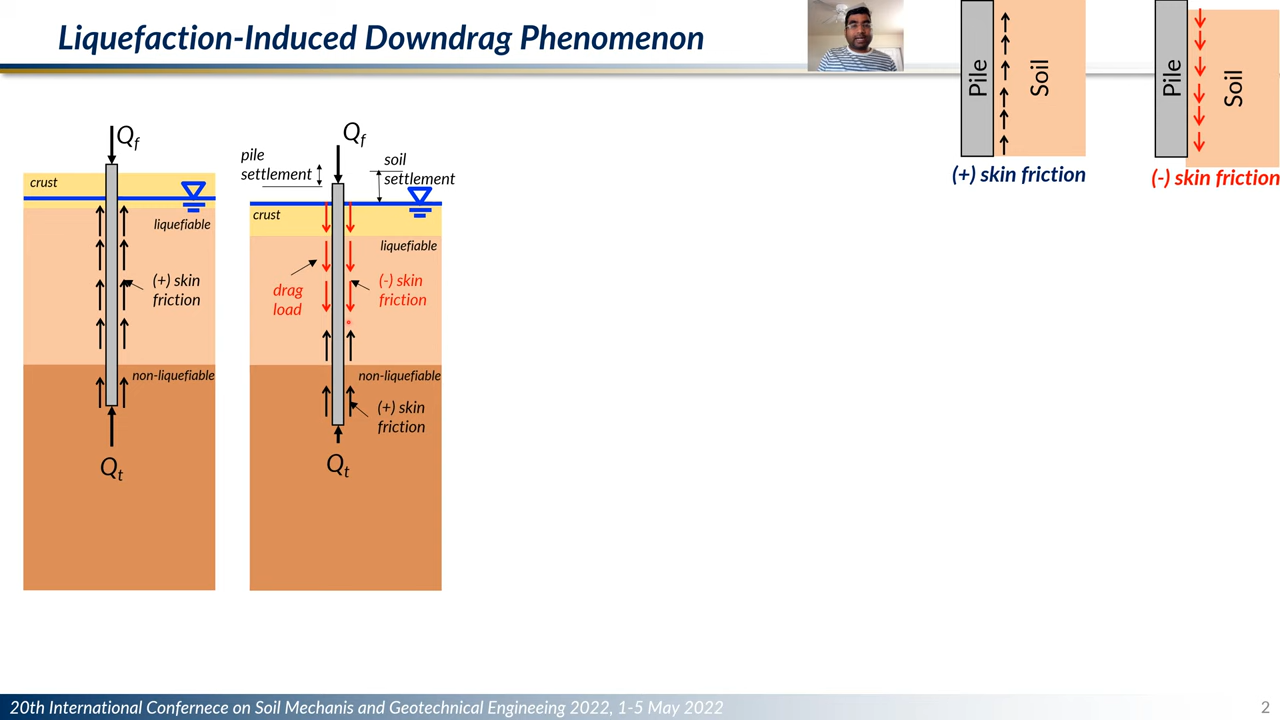 Liquefaction-Induced Downdrag Phenomenon
Pile
Soil
(+) skin friction
Pile
Soil
(-) skin friction
Qf
crust
liquefiable
(+) skin
friction
non-liquefiable
Qt
Qf
pile
settlement
soil
settlement
crust
liquefiable
drag
load
(-) skin
friction
non-liquefiable
(+) skin
friction
Qt
20th International Confernece on Soil Mechanis and Geotechnical Engineeing 2022, 1-5 May 2022
2